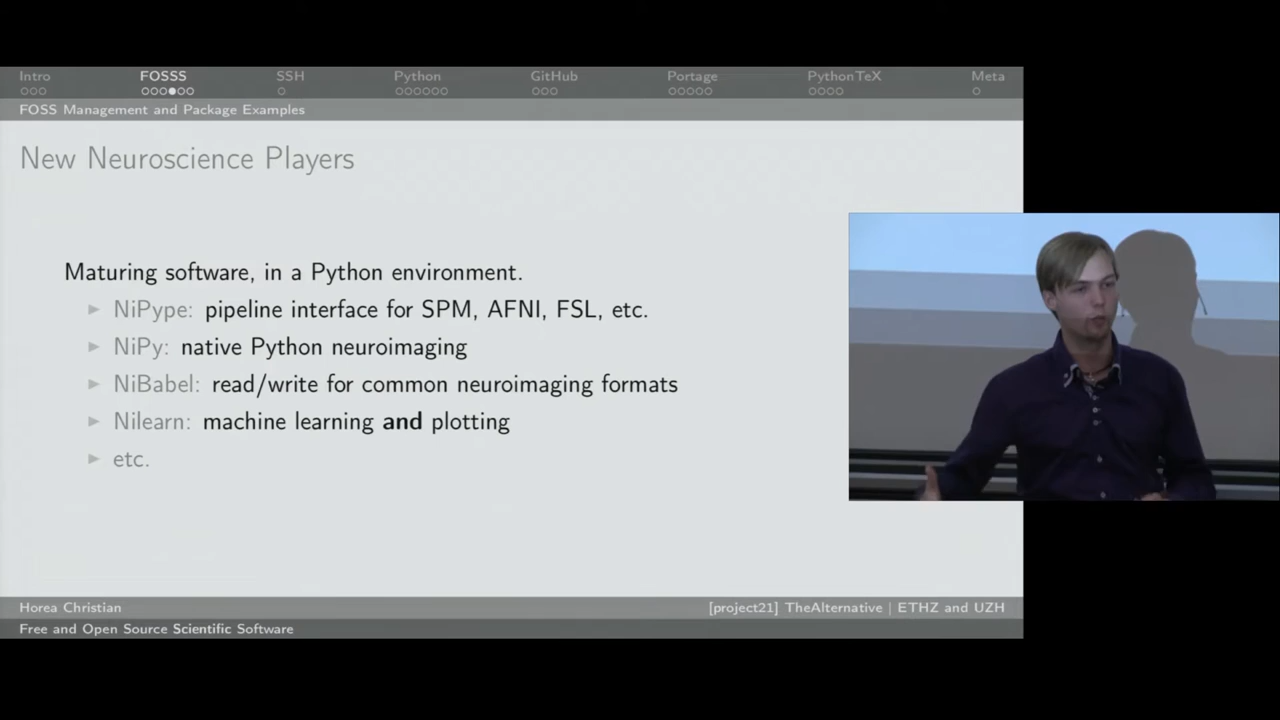 Intro FOSSS SSH Python GitHub Portage PythonTeX Meta
FOSS Management and Package Examples
New Neuroscience Players
Maturing software, in a Python environment.
NiPype: pipeline interface for SPM, AFNI, FSL, etc.
NiPy: native Python neuroimaging
NiBabel: read/write for common neuroimaging formats
Nilearn: machine learning and plotting
etc.
Horea Christian [project21] TheAlternative | ETHZ and UZH
Free and Open Source Scientific Software